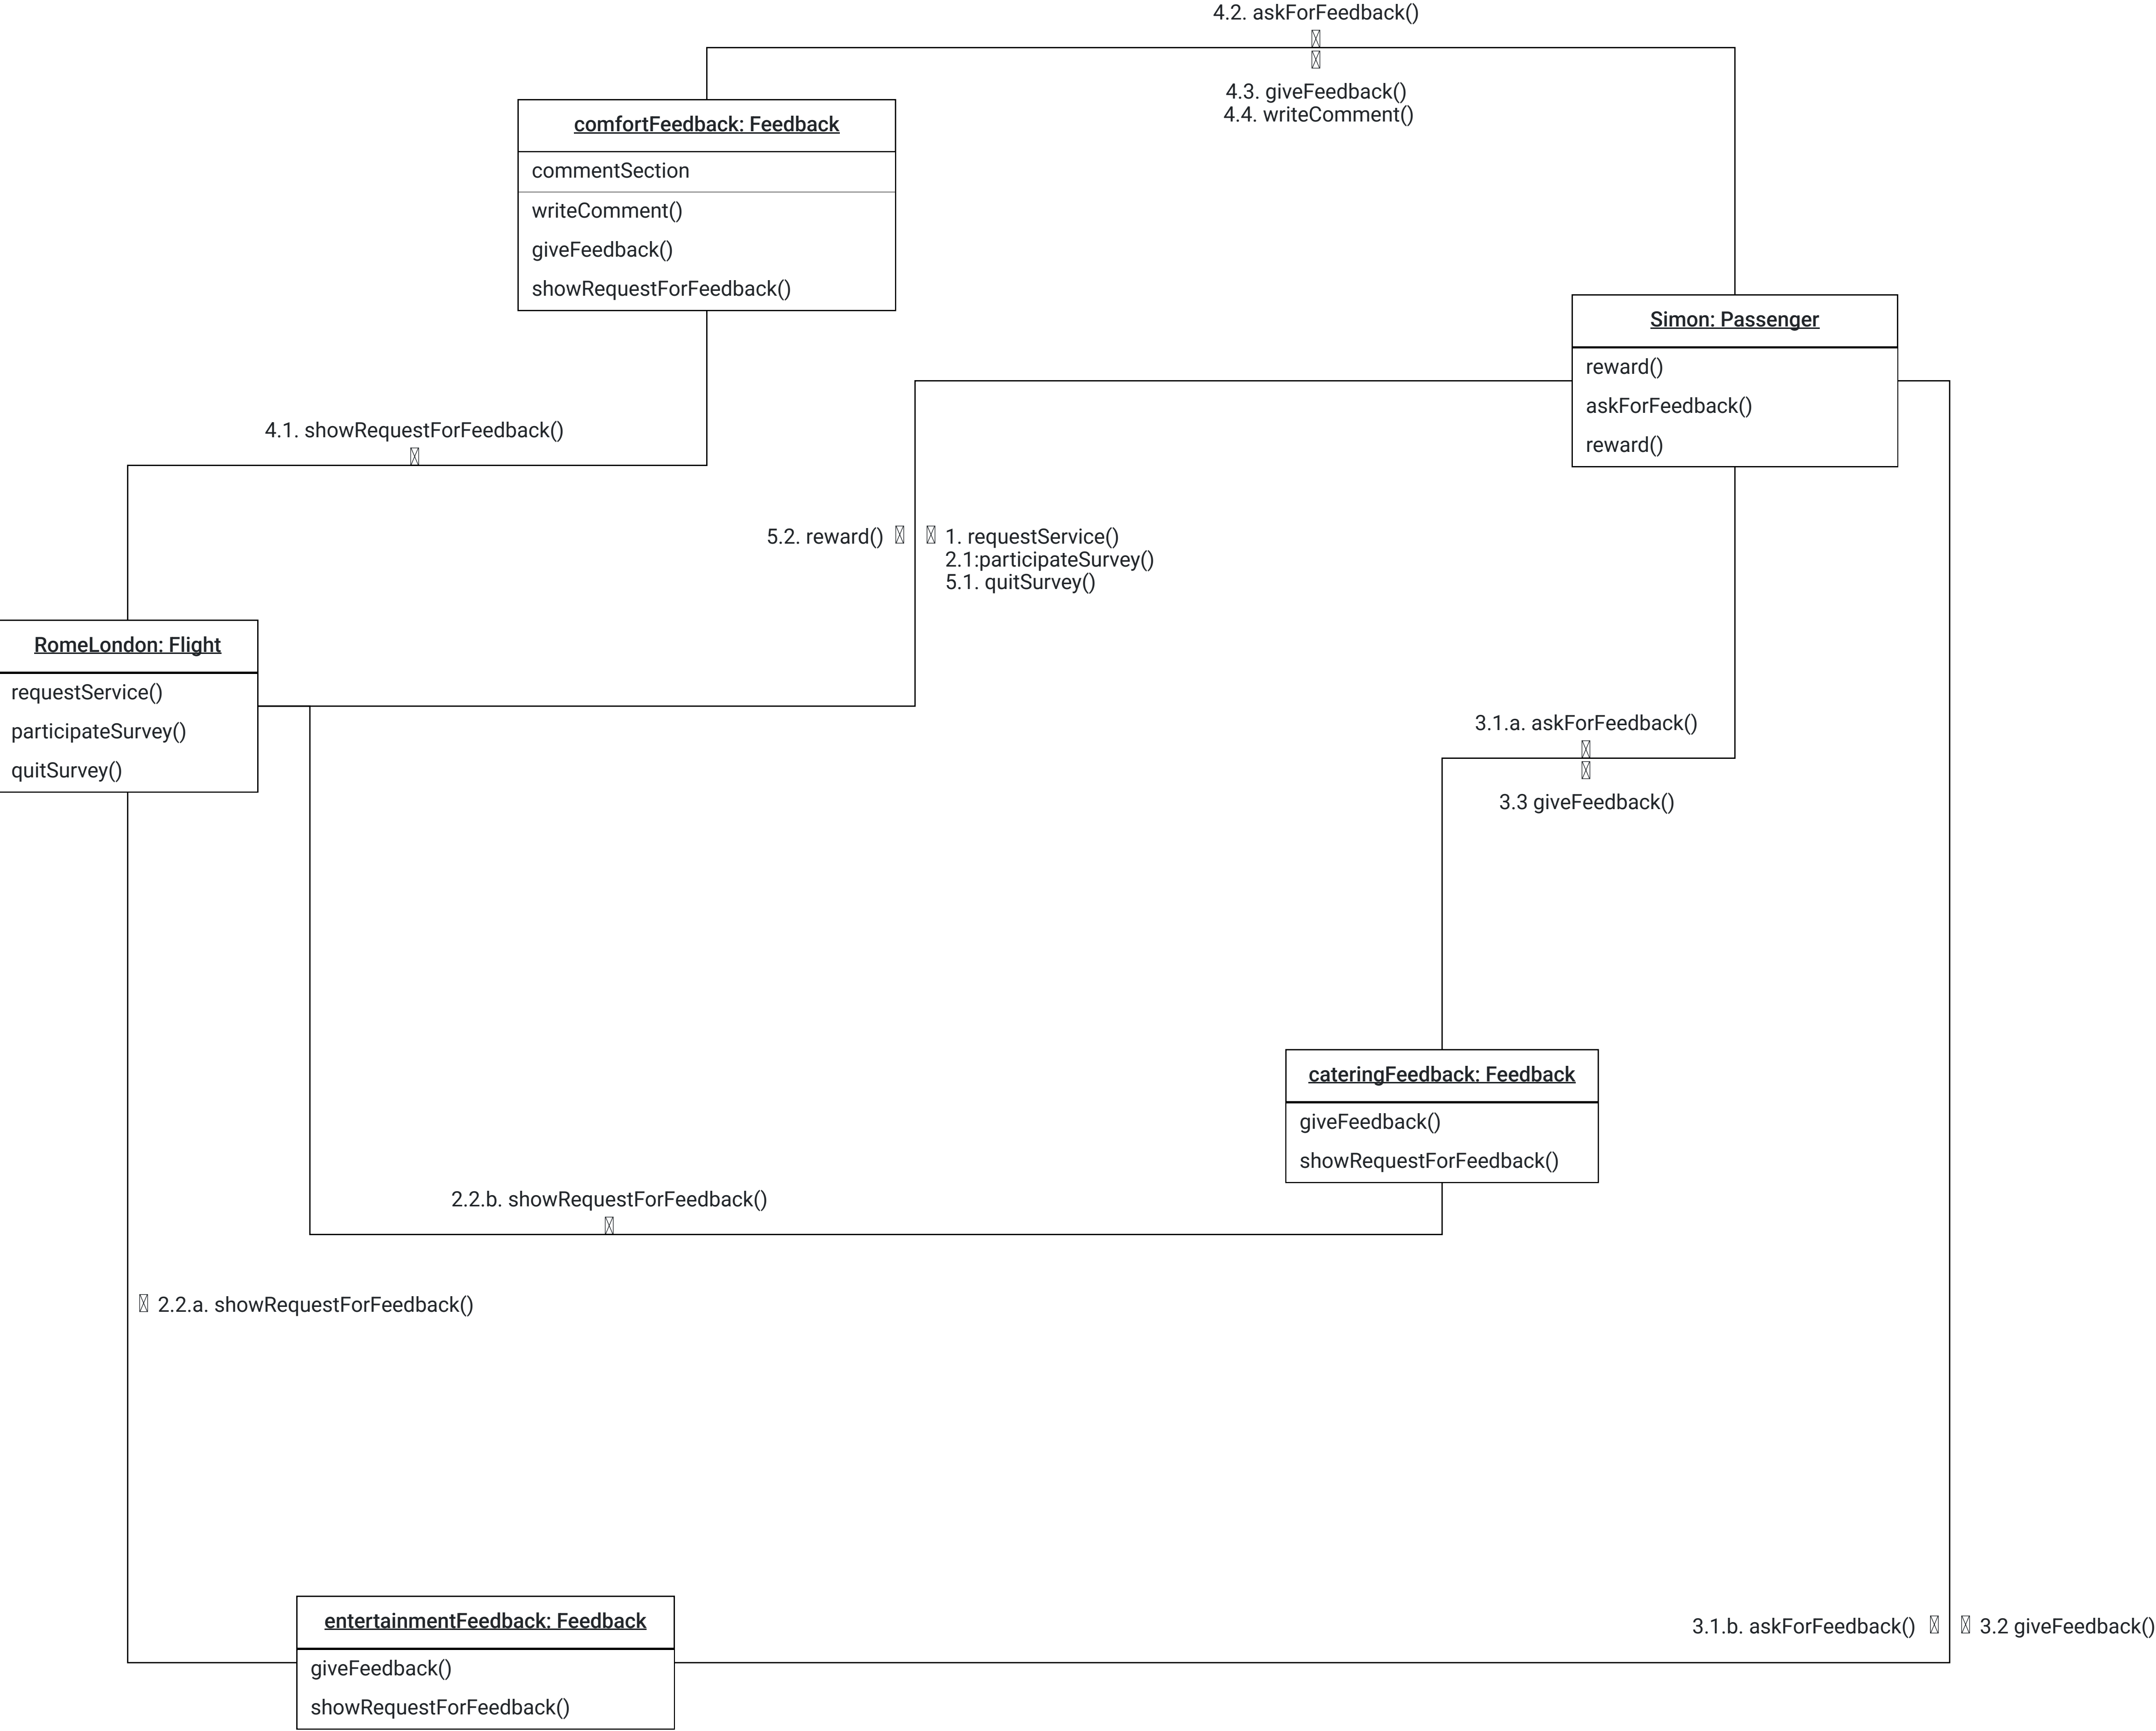 4.2. askForFeedback()
4.3. giveFeedback()
4.4. writeComment()
comfortFeedback: Feedback
commentSection
writeComment()
giveFeedback()
showRequestForFeedback()
Simon: Passenger
reward()
askForFeedback()
reward()
4.1. showRequestForFeedback()
5.2. reward()
1. requestService()
2.1:participateSurvey()
5.1. quitSurvey()
RomeLondon: Flight
requestService()
participateSurvey()
quitSurvey()
3.1.a. askForFeedback()
3.3 giveFeedback()
cateringFeedback: Feedback
giveFeedback()
showRequestForFeedback()
2.2.b. showRequestForFeedback()
2.2.a. showRequestForFeedback()
entertainmentFeedback: Feedback
giveFeedback()
showRequestForFeedback()
3.1.b. askForFeedback()
3.2 giveFeedback()